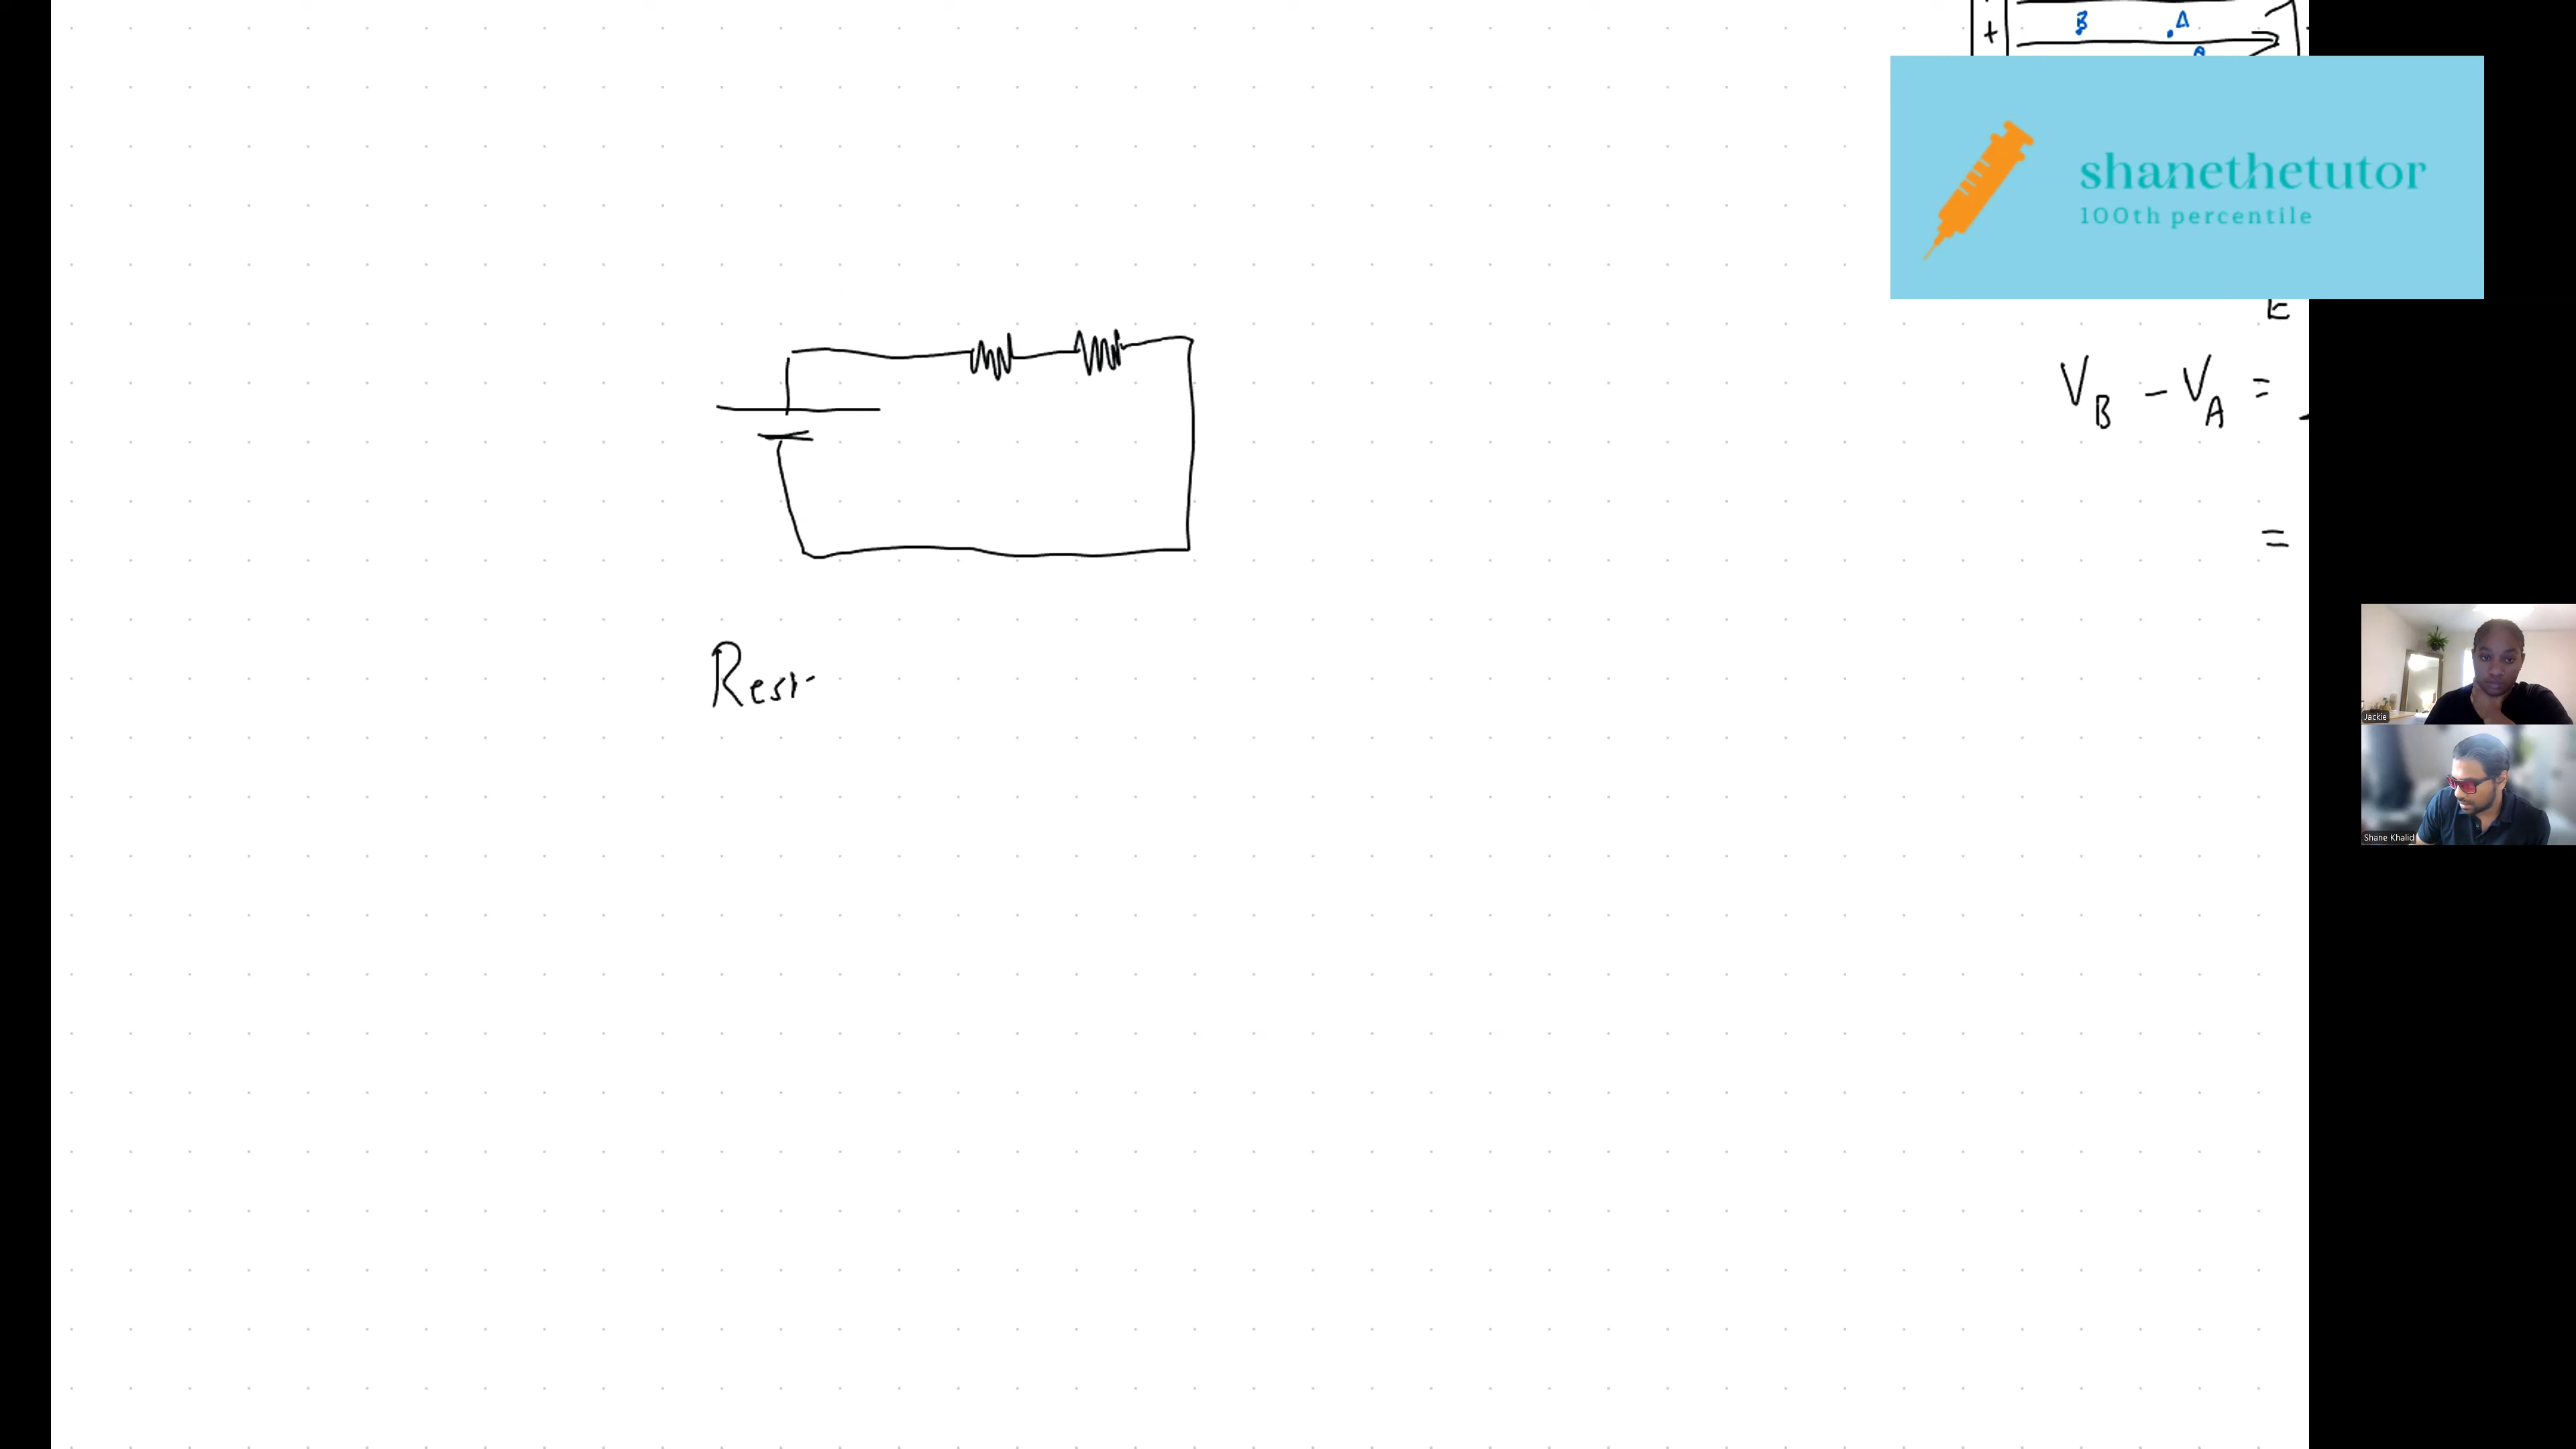 B A
+
shanethetutor
100th percentile
E
V_B - V_A =
=
Jackie
Rest
Shane Khalid